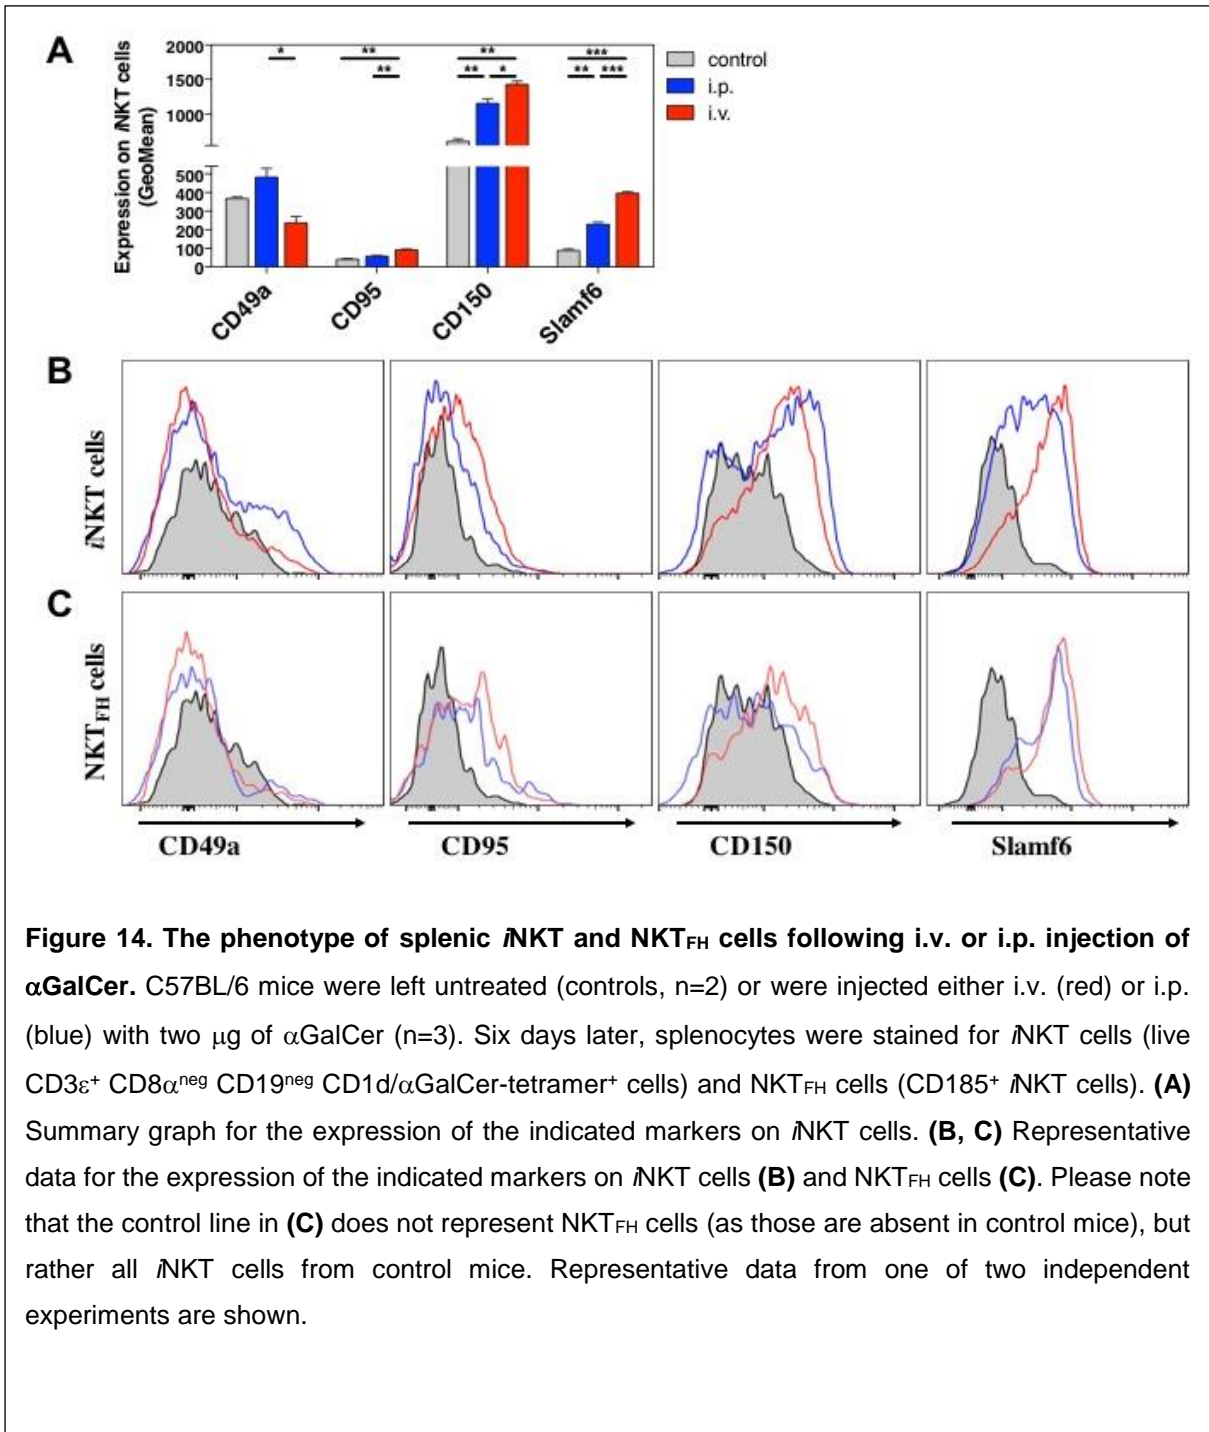 A
Expression on iNKT cells
(GeoMean)
2000
1500
1000
500
400
300
200
100
0
*
**
**
**
**
*
***
**
***
control
i.p.
i.v.
CD49a
CD95
CD150
Slamf6
B
iNKT cells
C
NKTFH cells
CD49a
CD95
CD150
Slamf6
Figure 14. The phenotype of splenic iNKT and NKTFH cells following i.v. or i.p. injection of
αGalCer. C57BL/6 mice were left untreated (controls, n=2) or were injected either i.v. (red) or i.p.
(blue) with two μg of αGalCer (n=3). Six days later, splenocytes were stained for iNKT cells (live
CD3ε+ CD8αneg CD19neg CD1d/αGalCer-tetramer+ cells) and NKTFH cells (CD185+ iNKT cells). (A)
Summary graph for the expression of the indicated markers on iNKT cells. (B, C) Representative
data for the expression of the indicated markers on iNKT cells (B) and NKTFH cells (C). Please note
that the control line in (C) does not represent NKTFH cells (as those are absent in control mice), but
rather all iNKT cells from control mice. Representative data from one of two independent
experiments are shown.